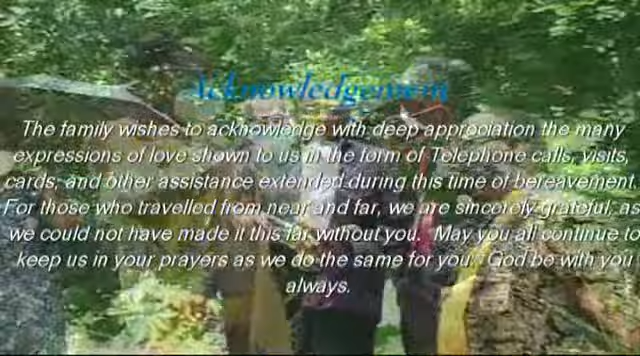 Acknowledgement
The family wishes to acknowledge with deep appreciation the many
expressions of love shown to us in the form of Telephone calls, visits,
cards, and other assistance extended during this time of bereavement.
For those who travelled from near and far, we are sincerely grateful, as
we could not have made it this far without you. May you all continue to
keep us in your prayers as we do the same for you. God be with you
always.